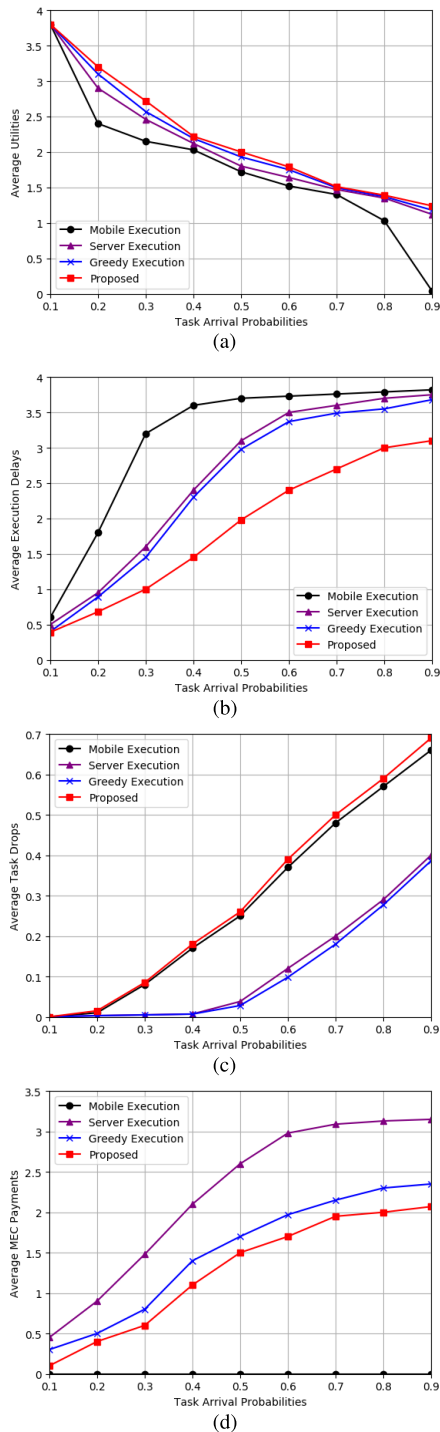 4
3.5
3
2.5
2
1.5
1
0.5
0
Average Utilities
Mobile Execution
Server Execution
Greedy Execution
Proposed
0.1 0.2 0.3 0.4 0.5 0.6 0.7 0.8 0.9
Task Arrival Probabilities
(a)
4
3.5
3
2.5
2
1.5
1
0.5
0
Average Execution Delays
Mobile Execution
Server Execution
Greedy Execution
Proposed
0.1 0.2 0.3 0.4 0.5 0.6 0.7 0.8 0.9
Task Arrival Probabilities
(b)
0.7
0.6
0.5
0.4
0.3
0.2
0.1
0
Average Task Drops
Mobile Execution
Server Execution
Greedy Execution
Proposed
0.1 0.2 0.3 0.4 0.5 0.6 0.7 0.8 0.9
Task Arrival Probabilities
(c)
3.5
3
2.5
2.0
1.5
1
0.5
0
Average MEC Payments
Mobile Execution
Server Execution
Greedy Execution
Proposed
0.1 0.2 0.3 0.4 0.5 0.6 0.7 0.8 0.9
Task Arrival Probabilities
(d)